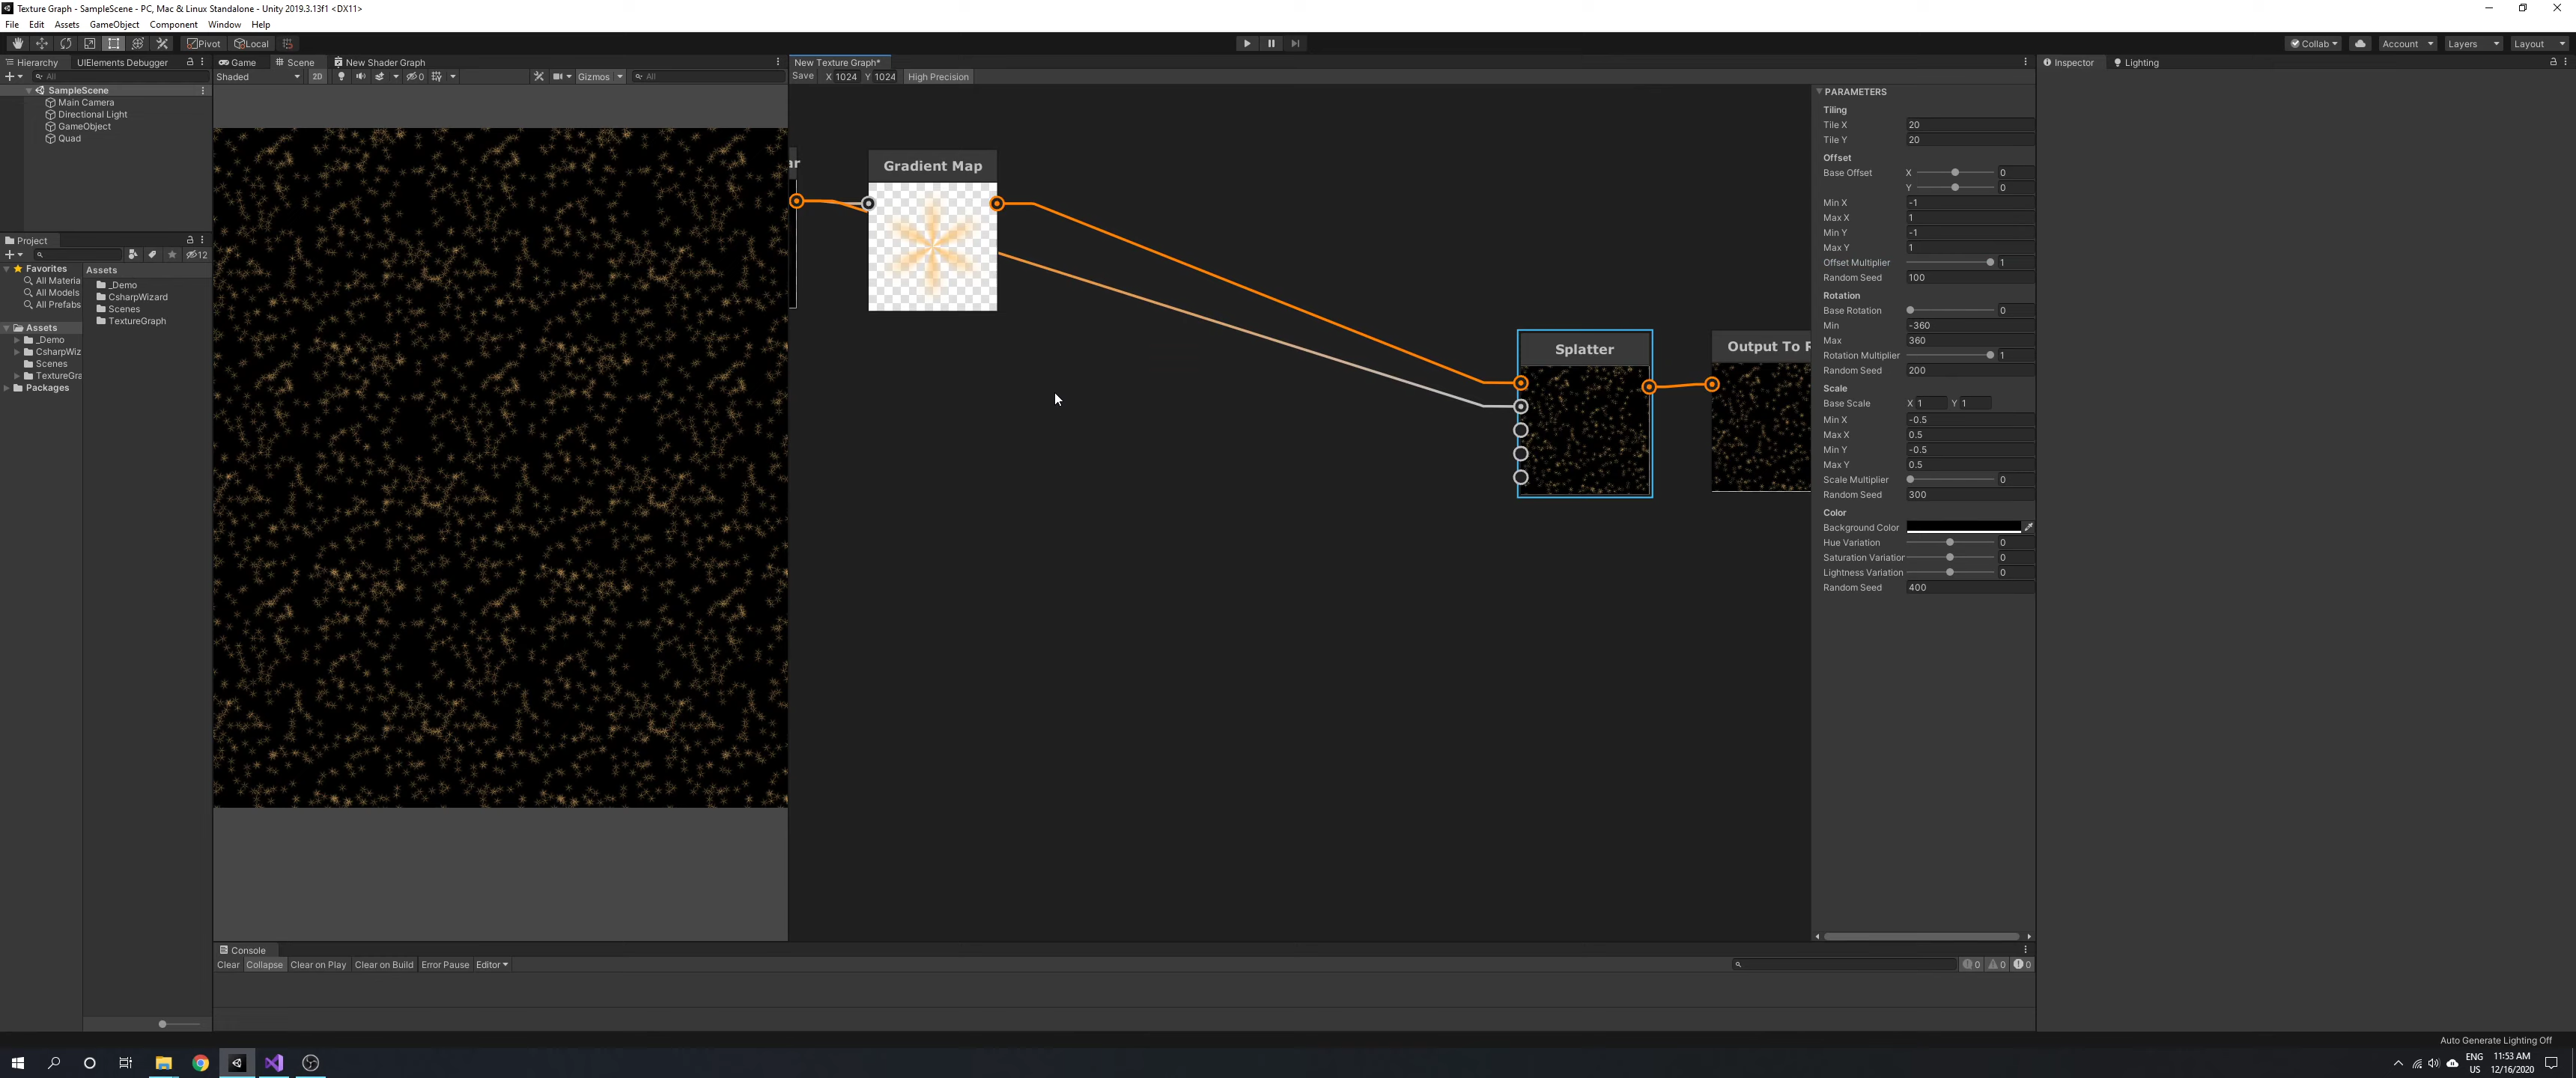 Texture Graph - SampleScene - PC, Mac & Linux Standalone - Unity 2019.3.13f1 <DX11>
File Edit Assets GameObject Component Window Help
Pivot Local Collab Account Layers Layout
Hierarchy UIElements Debugger
All
SampleScene
Main Camera
Directional Light
GameObject
Quad
Project
12
Favorites
All Materia
All Models
All Prefabs
Assets
_Demo
CsharpWiz
Scenes
TextureGra
Packages
Assets
_Demo
CsharpWizard
Scenes
TextureGraph
Game Scene New Shader Graph
Shaded 2D 0 Gizmos All
New Texture Graph*
Save X 1024 Y 1024 High Precision
ar
Gradient Map
Splatter
Output To R
PARAMETERS
Tiling
Tile X 20
Tile Y 20
Offset
Base Offset X 0
Y 0
Min X -1
Max X 1
Min Y -1
Max Y 1
Offset Multiplier 1
Random Seed 100
Rotation
Base Rotation 0
Min -360
Max 360
Rotation Multiplier 1
Random Seed 200
Scale
Base Scale X 1 Y 1
Min X -0.5
Max X 0.5
Min Y -0.5
Max Y 0.5
Scale Multiplier 0
Random Seed 300
Color
Background Color
Hue Variation 0
Saturation Variation 0
Lightness Variation 0
Random Seed 400
Inspector Lighting
Console
Clear Collapse Clear on Play Clear on Build Error Pause Editor
0 0 0
Auto Generate Lighting Off
ENG
US
11:53 AM
12/16/2020